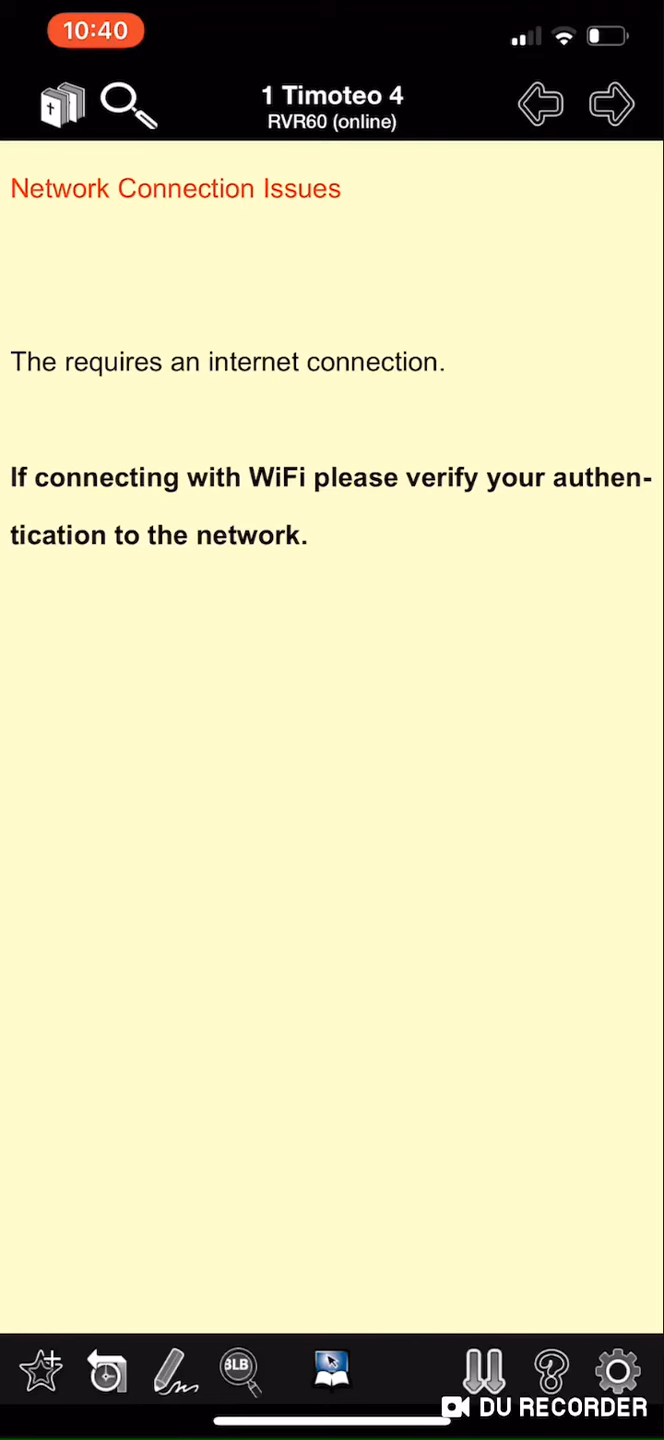 10:40
1 Timoteo 4
RVR60 (online)
Network Connection Issues
The requires an internet connection.
If connecting with WiFi please verify your authen-
tication to the network.
BLB
DU RECORDER